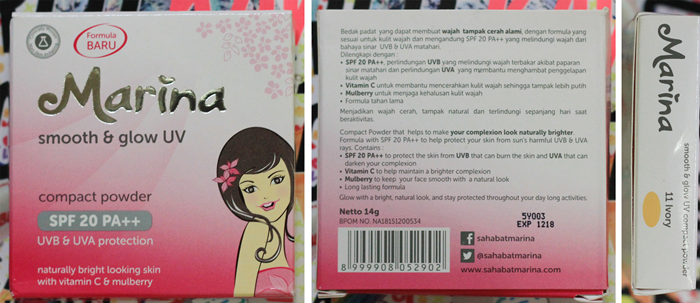 Formula
BARU
Marina
smooth & glow UV
compact powder
SPF 20 PA++
UVB & UVA protection
naturally bright looking skin
with vitamin C & mulberry
Bedak padat yang dapat membuat wajah tampak cerah alami, dengan formula yang
sesuai untuk kulit wajah dan mengandung SPF 20 PA++ yang melindungi wajah dari
bahaya sinar UVB & UVA matahari.
Dilengkapi dengan :
• SPF 20 PA++, perlindungan UVB yang melindungi wajah terbakar akibat paparan
sinar matahari dan perlindungan UVA yang membantu menghambat penggelapan
kulit wajah
• Vitamin C untuk membantu mencerahkan kulit wajah sehingga tampak lebih putih
• Mulberry untuk menjaga kehalusan kulit wajah
• Formula tahan lama
Menjadikan wajah cerah, tampak natural dan terlindungi sepanjang hari saat
beraktivitas.
Compact Powder that helps to make your complexion look naturally brighter.
Formula with SPF 20 PA++ to help protect your skin from sun's harmful UVB & UVA
rays. Contains :
• SPF 20 PA++ to protect the skin from UVB that can burn the skin and UVA that can
darken your complexion
• Vitamin C to help maintain a brighter complexion
• Mulberry to keep your face smooth with a natural look
• Long lasting formula
Glow with a bright, natural look, and stay protected throughout your day long activities.
Netto 14g
BPOM NO. NA18151200534
5Y003
EXP 1218
8 999908 052902
sahabatmarina
@sahabatmarina
www.sahabatmarina.com
Marina
smooth & glow UV compact powder
11 Ivory